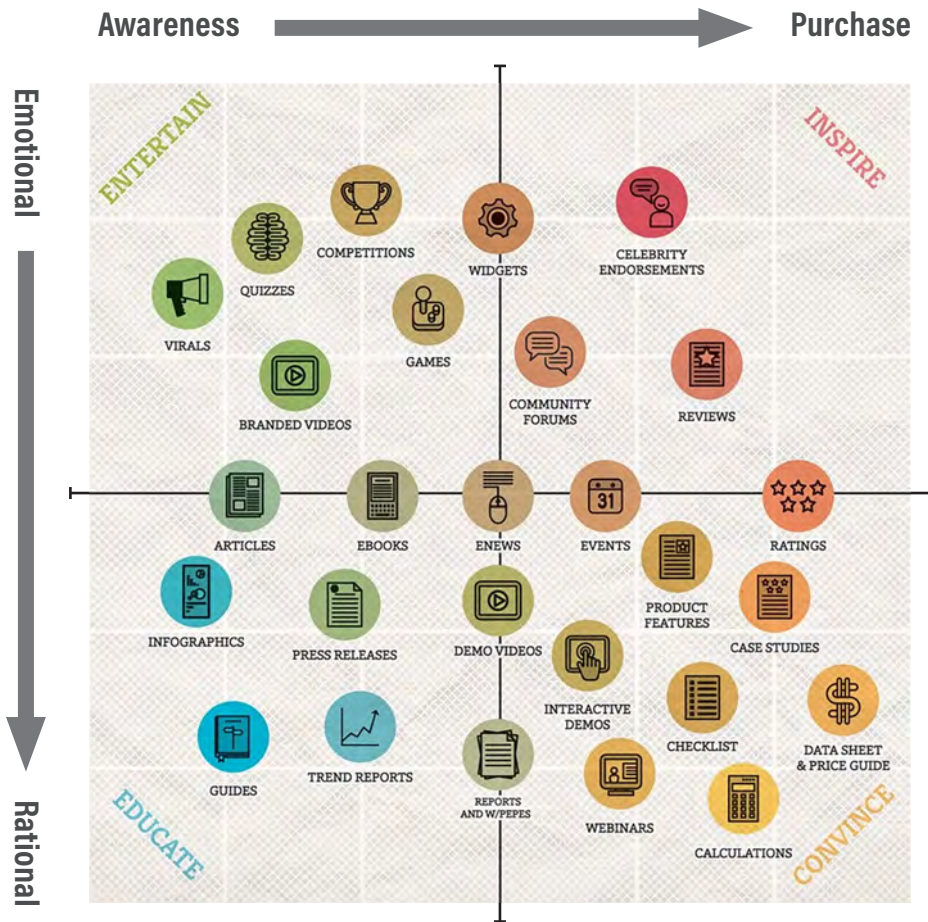 Awareness
Purchase
Emotional
Rational
ENTERTAIN
INSPIRE
COMPETITIONS
WIDGETS
CELEBRITY
ENDORSEMENTS
QUIZZES
VIRALS
GAMES
BRANDED VIDEOS
COMMUNITY
FORUMS
REVIEWS
31
ARTICLES
EBOOKS
ENEWS
EVENTS
RATINGS
INFOGRAPHICS
PRESS RELEASES
DEMO VIDEOS
PRODUCT
FEATURES
CASE STUDIES
INTERACTIVE
DEMOS
CHECKLIST
DATA SHEET
& PRICE GUIDE
GUIDES
TREND REPORTS
REPORTS
AND W/PEPES
WEBINARS
CALCULATIONS
EDUCATE
CONVINCE